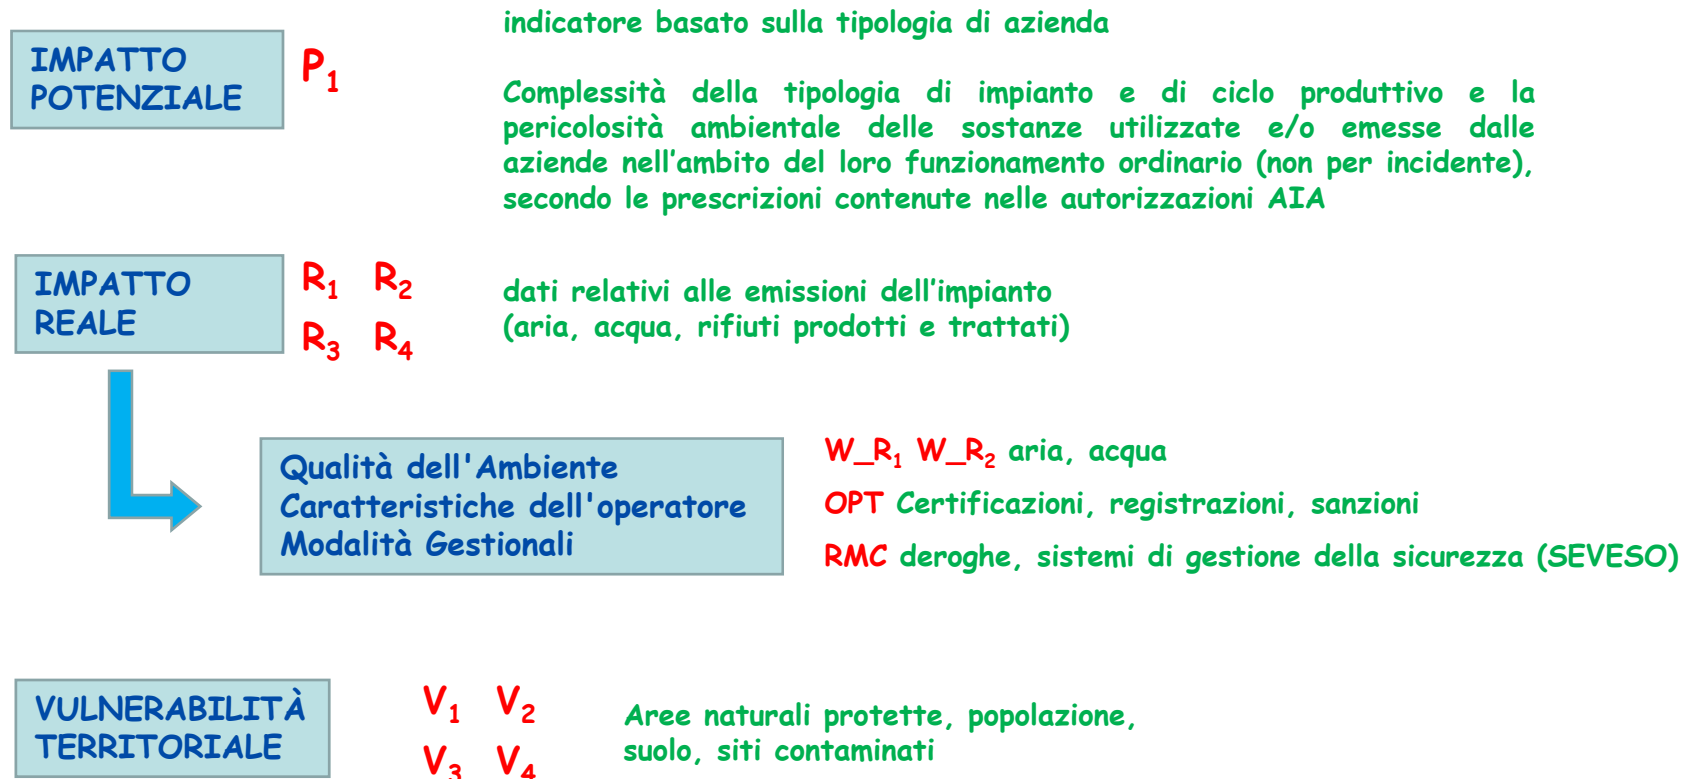 indicatore basato sulla tipologia di azienda
IMPATTO
POTENZIALE
P₁
Complessità della tipologia di impianto e di ciclo produttivo e la
pericolosità ambientale delle sostanze utilizzate e/o emesse dalle
aziende nell’ambito del loro funzionamento ordinario (non per incidente),
secondo le prescrizioni contenute nelle autorizzazioni AIA
IMPATTO
REALE
R₁ R₂
R₃ R₄
dati relativi alle emissioni dell’impianto
(aria, acqua, rifiuti prodotti e trattati)
Qualità dell'Ambiente
Caratteristiche dell'operatore
Modalità Gestionali
W_R₁ W_R₂ aria, acqua
OPT Certificazioni, registrazioni, sanzioni
RMC deroghe, sistemi di gestione della sicurezza (SEVESO)
VULNERABILITÀ
TERRITORIALE
V₁ V₂
V₃ V₄
Aree naturali protette, popolazione,
suolo, siti contaminati